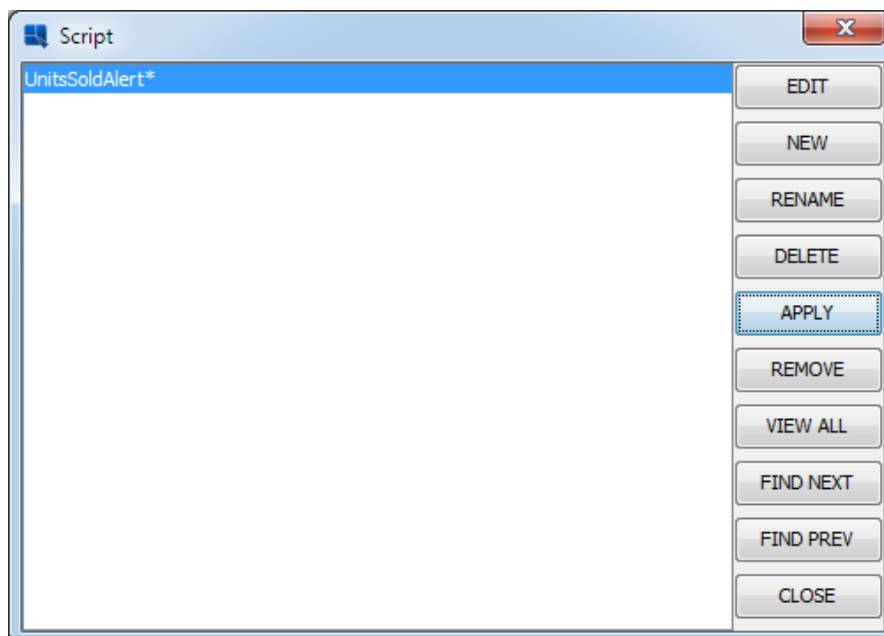 Script
UnitsSoldAlert*
EDIT
NEW
RENAME
DELETE
APPLY
REMOVE
VIEW ALL
FIND NEXT
FIND PREV
CLOSE